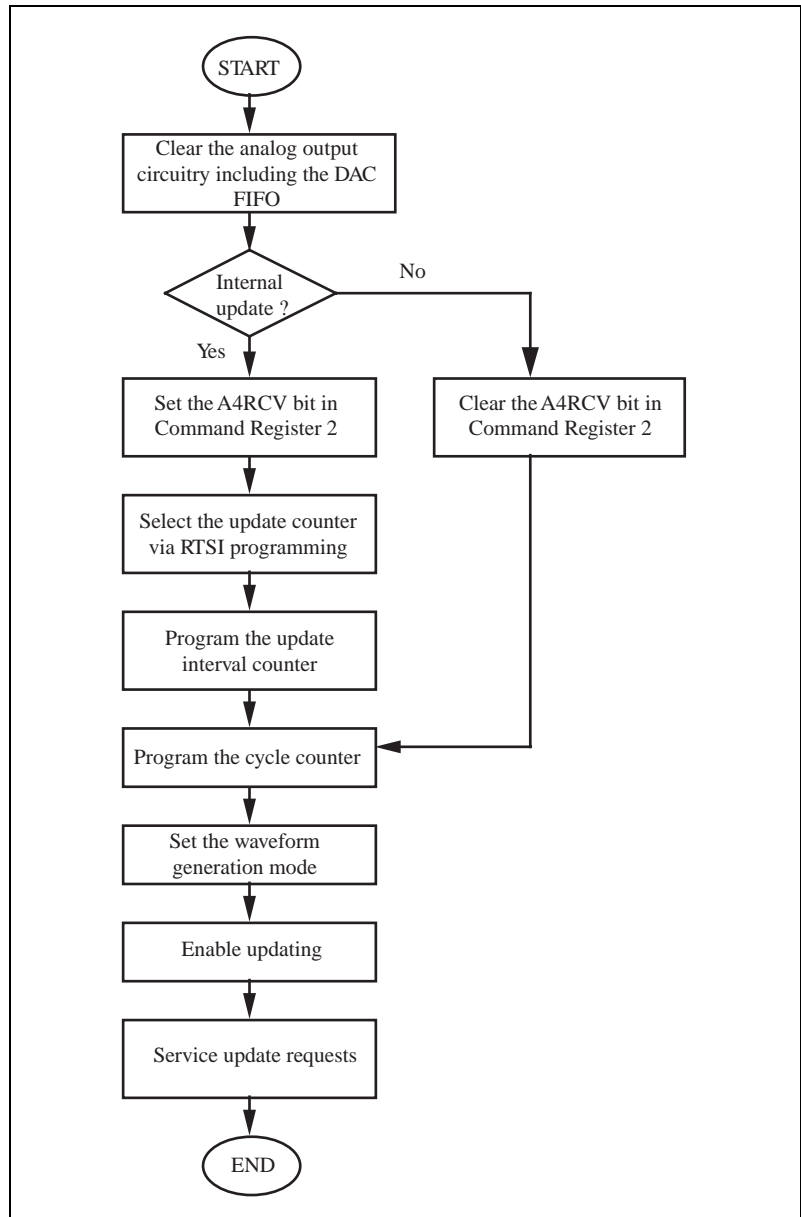 START
Clear the analog output
circuitry including the DAC
FIFO
Internal
update ?
No
Yes
Set the A4RCV bit in
Command Register 2
Clear the A4RCV bit in
Command Register 2
Select the update counter
via RTSI programming
Program the update
interval counter
Program the cycle counter
Set the waveform
generation mode
Enable updating
Service update requests
END